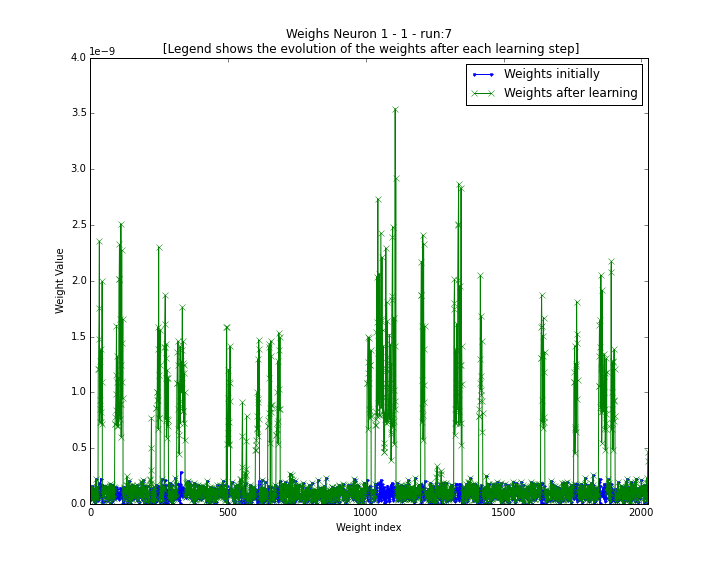 Weighs Neuron 1 - 1 - run:7
[Legend shows the evolution of the weights after each learning step]
1e−9
Weights initially
Weights after learning
4.0
3.5
3.0
2.5
2.0
1.5
1.0
0.5
0.0
Weight Value
0 500 1000 1500 2000
Weight index